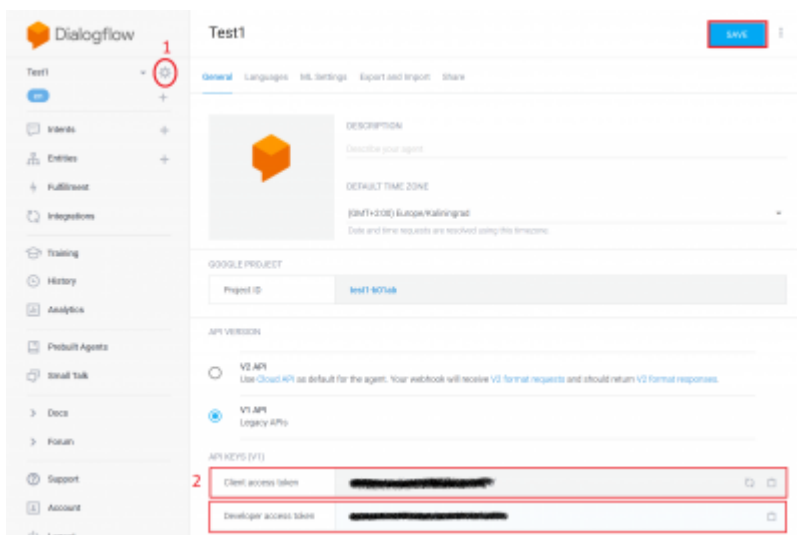 Dialogflow
1
Test1
en
Intents
Entities
Fulfillment
Integrations
Training
History
Analytics
Prebuilt Agents
Small Talk
Docs
Forum
Support
Account
Test1
SAVE
General Languages ML Settings Export and Import Share
DESCRIPTION
Describe your agent
DEFAULT TIME ZONE
(GMT+2:00) Europe/Kaliningrad
Date and time requests are resolved using this timezone.
GOOGLE PROJECT
Project ID
API VERSION
V2 API
Use Cloud API as default for the agent. Your webhook will receive V2 format requests and should return V2 format responses.
V1 API
Legacy APIs
API KEYS (V1)
2
Client access token
Developer access token